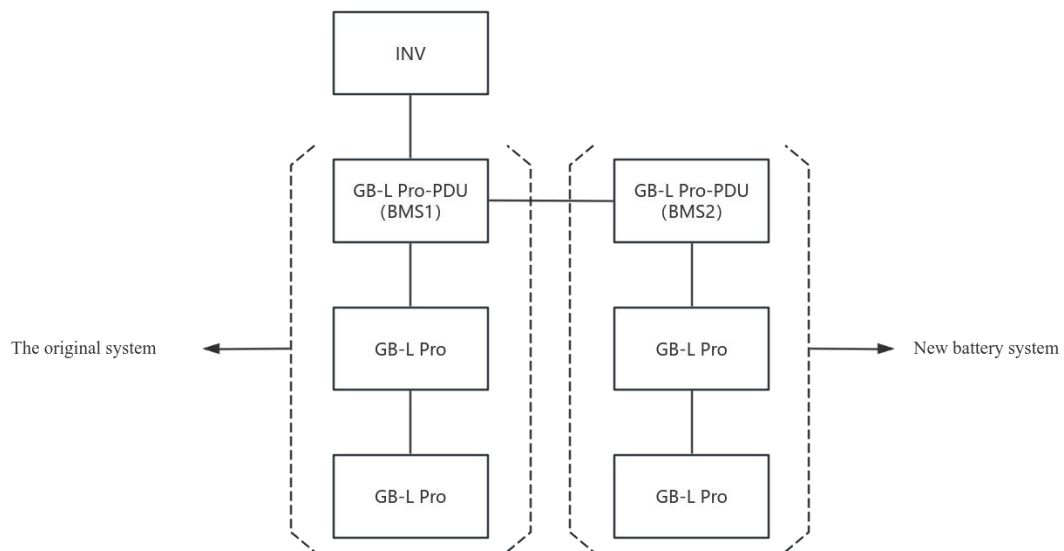 INV
GB-L Pro-PDU
(BMS1)
GB-L Pro-PDU
(BMS2)
The original system
GB-L Pro
GB-L Pro
New battery system
GB-L Pro
GB-L Pro